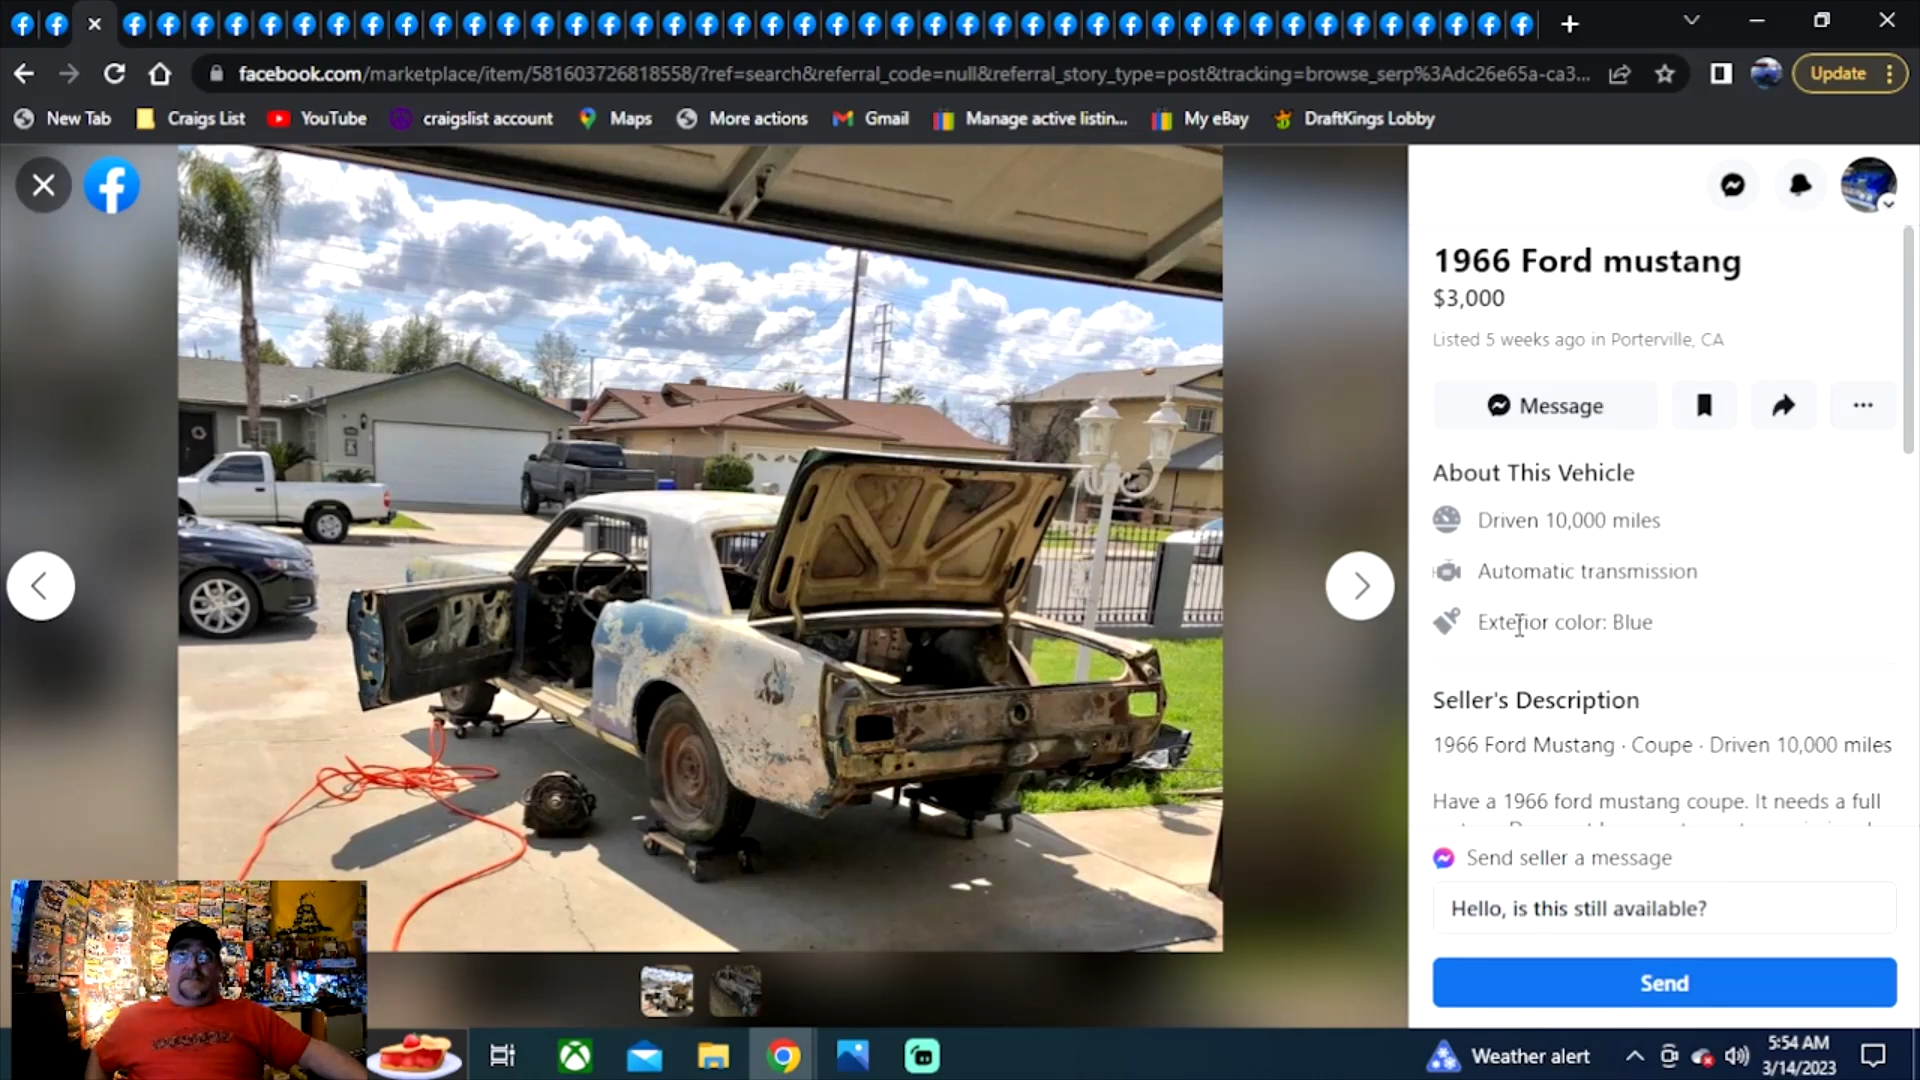 facebook.com/marketplace/item/581603726818558/?ref=search&referral_code=null&referral_story_type=post&tracking=browse_serp%3Adc26e65a-ca3...
Update
New Tab
Craigs List
YouTube
craigslist account
Maps
More actions
Gmail
Manage active listin...
My eBay
DraftKings Lobby
1966 Ford mustang
$3,000
Listed 5 weeks ago in Porterville, CA
Message
About This Vehicle
Driven 10,000 miles
Automatic transmission
Exterior color: Blue
Seller's Description
1966 Ford Mustang · Coupe · Driven 10,000 miles
Have a 1966 ford mustang coupe. It needs a full
Send seller a message
Hello, is this still available?
Send
Weather alert
5:54 AM
3/14/2023